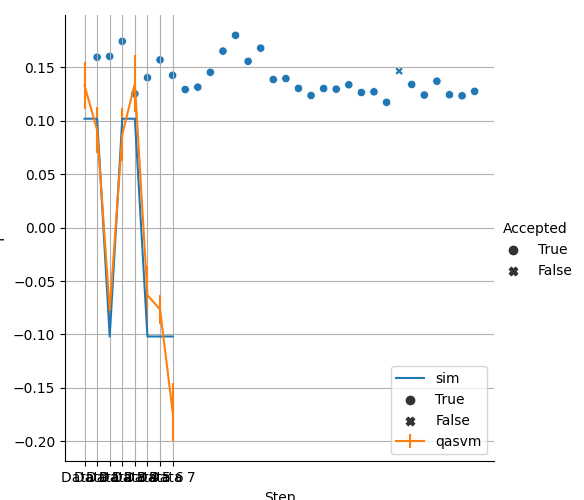 0.15
0.10
0.05
0.00
−0.05
−0.10
−0.15
−0.20
Accepted
True
False
sim
True
False
qasvm
7
Step